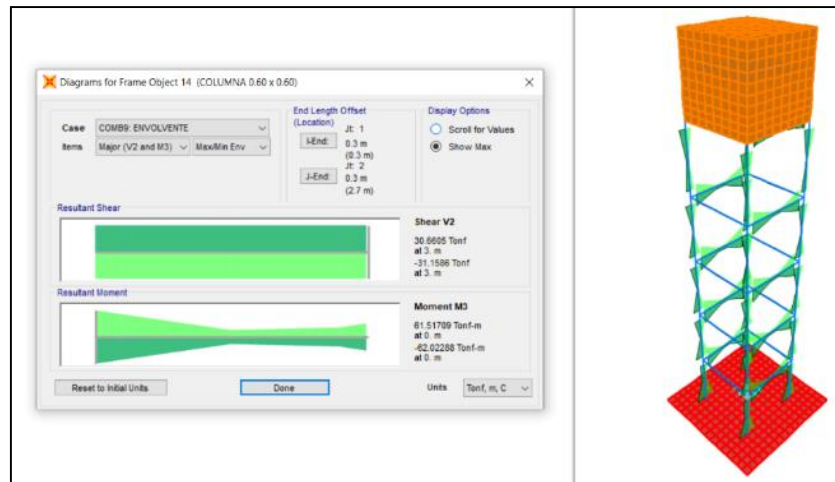 Diagrams for Frame Object 14 (COLUMNA 0.60 x 0.60)
Case COMB9: ENVOLVENTE
Items Major (V2 and M3) Max/Min Env
End Length Offset
(Location)
Jt: 1
I-End: 0.3 m
(0.3 m)
Jt: 2
J-End: 0.3 m
(2.7 m)
Display Options
Scroll for Values
Show Max
Resultant Shear
Shear V2
30.6605 Tonf
at 3. m
-31.1586 Tonf
at 3. m
Resultant Moment
Moment M3
61.51709 Tonf-m
at 0. m
-62.02288 Tonf-m
at 0. m
Reset to Initial Units
Done
Units Tonf, m, C